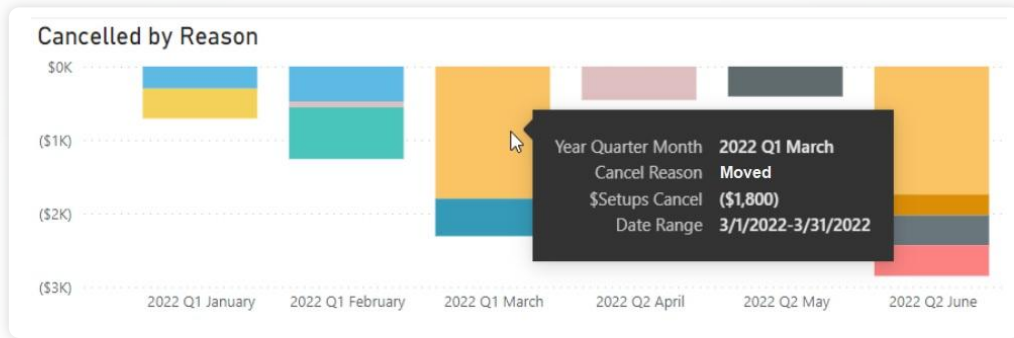 Cancelled by Reason
$0K
($1K)
($2K)
($3K)
Year Quarter Month 2022 Q1 March
Cancel Reason Moved
$Setups Cancel ($1,800)
Date Range 3/1/2022-3/31/2022
2022 Q1 January 2022 Q1 February 2022 Q1 March 2022 Q2 April 2022 Q2 May 2022 Q2 June